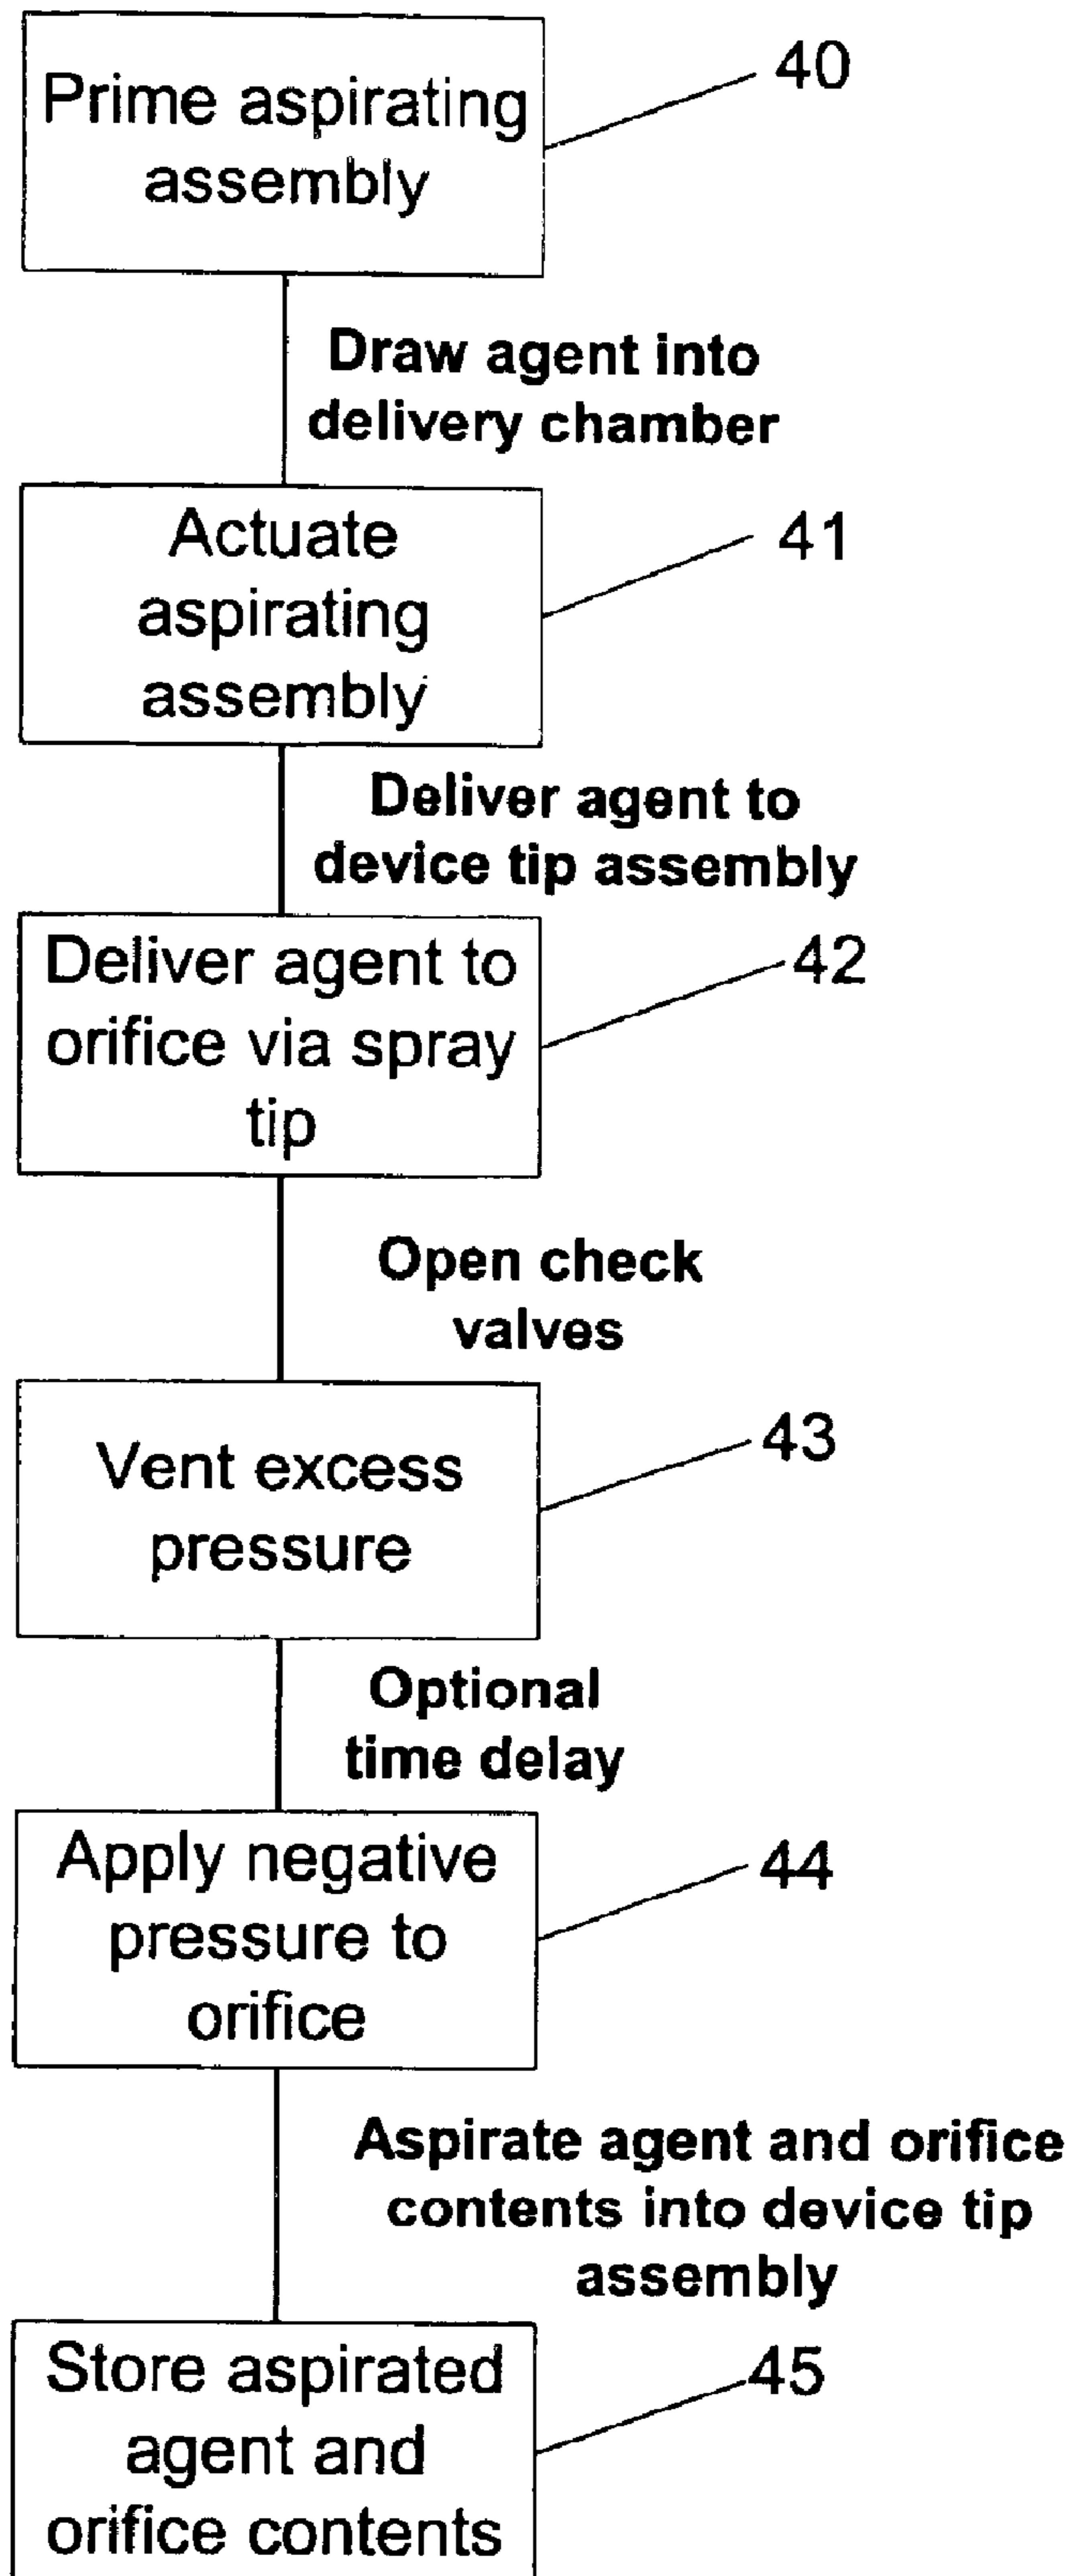 Prime aspirating
assembly
40
Draw agent into
delivery chamber
Actuate
aspirating
assembly
41
Deliver agent to
device tip assembly
Deliver agent to
orifice via spray
tip
42
Open check
valves
Vent excess
pressure
43
Optional
time delay
Apply negative
pressure to
orifice
44
Aspirate agent and orifice
contents into device tip
assembly
Store aspirated
agent and
orifice contents
45